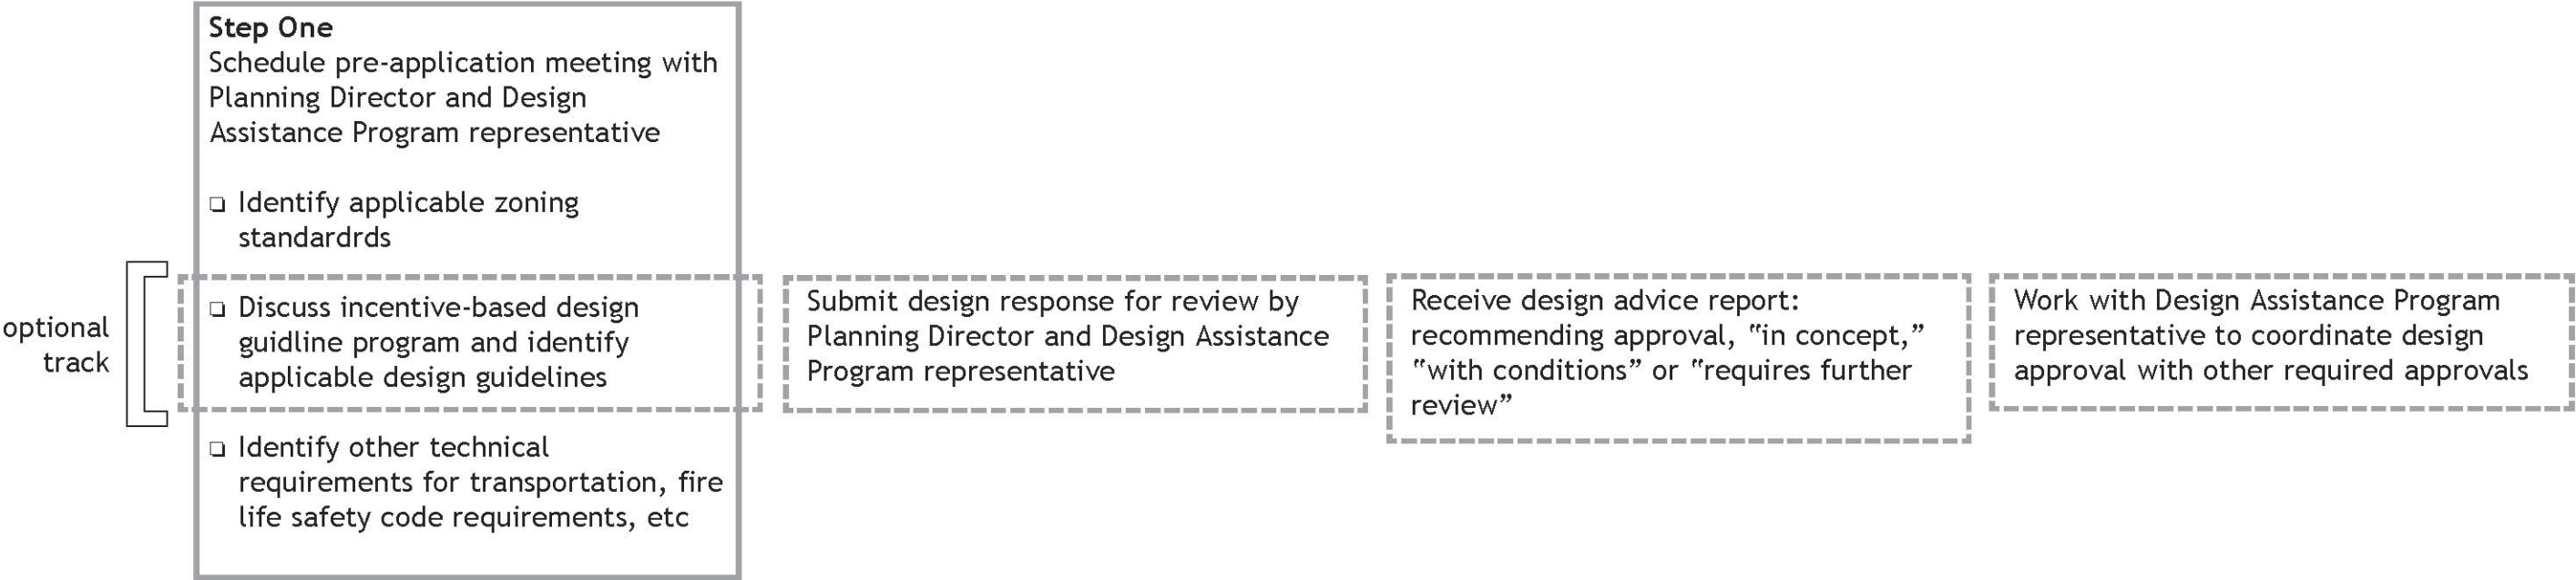 Step One
Schedule pre-application meeting with
Planning Director and Design
Assistance Program representative
❏ Identify applicable zoning
standardrds
optional
track
❏ Discuss incentive-based design
guidline program and identify
applicable design guidelines
❏ Identify other technical
requirements for transportation, fire
life safety code requirements, etc
Submit design response for review by
Planning Director and Design Assistance
Program representative
Receive design advice report:
recommending approval, “in concept,”
“with conditions” or “requires further
review”
Work with Design Assistance Program
representative to coordinate design
approval with other required approvals